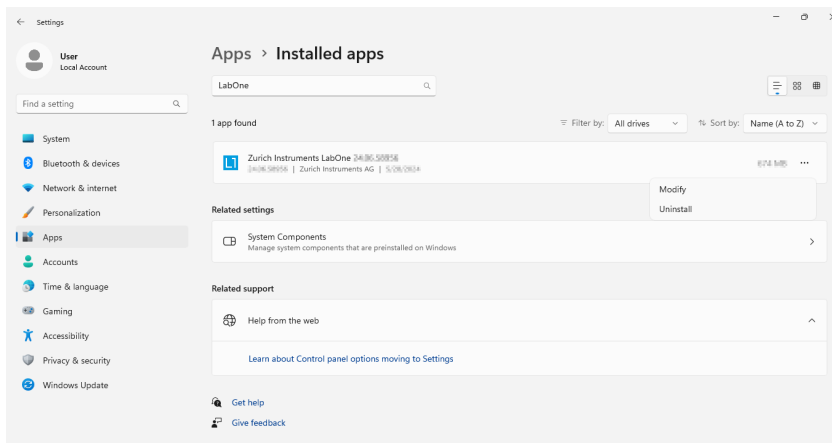 Settings
User
Local Account
Find a setting
System
Bluetooth & devices
Network & internet
Personalization
Apps
Accounts
Time & language
Gaming
Accessibility
Privacy & security
Windows Update
Apps > Installed apps
LabOne
1 app found
Filter by: All drives
Sort by: Name (A to Z)
Zurich Instruments LabOne
| Zurich Instruments AG |
Modify
Uninstall
Related settings
System Components
Manage system components that are preinstalled on Windows
Related support
Help from the web
Learn about Control panel options moving to Settings
Get help
Give feedback